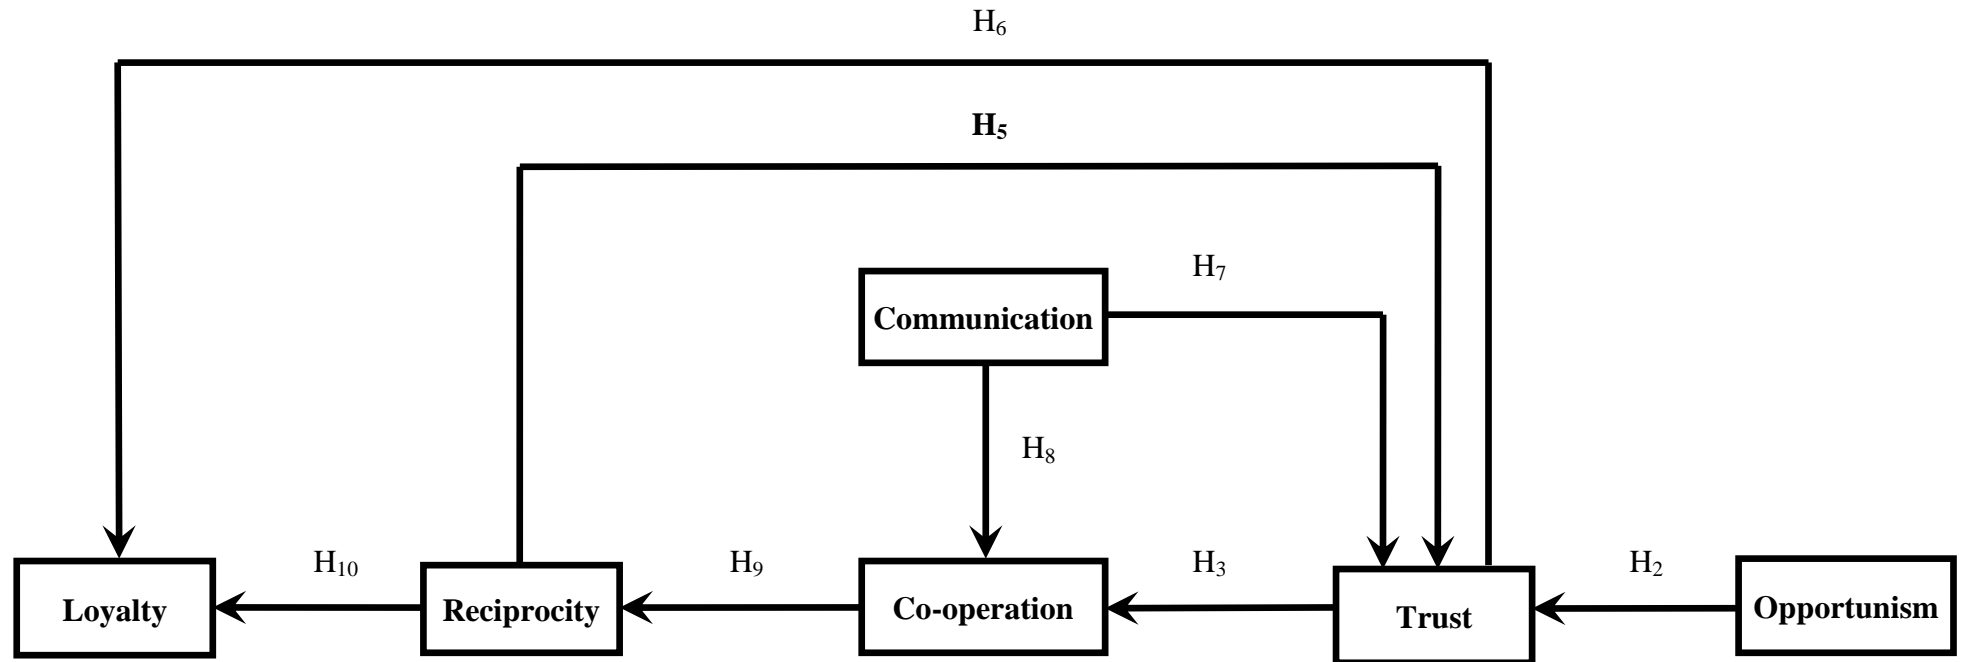 H₆
H₅
H₇
Communication
H₈
H₁₀
H₉
H₃
H₂
Loyalty
Reciprocity
Co-operation
Trust
Opportunism